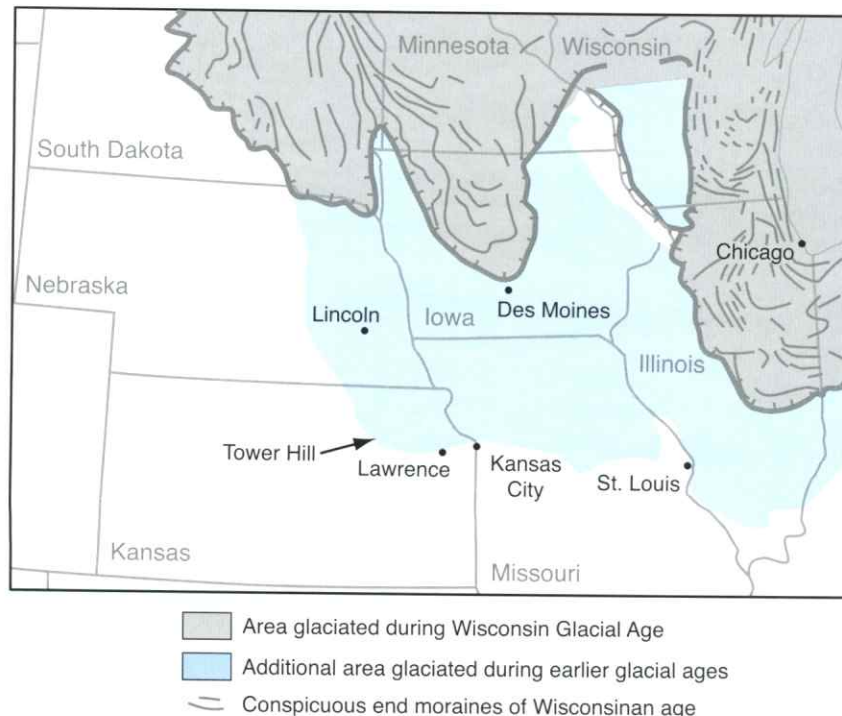 Minnesota
Wisconsin
South Dakota
Chicago
Nebraska
Lincoln
Iowa
Des Moines
Illinois
Tower Hill
Lawrence
Kansas
City
St. Louis
Kansas
Missouri
Area glaciated during Wisconsin Glacial Age
Additional area glaciated during earlier glacial ages
Conspicuous end moraines of Wisconsinan age